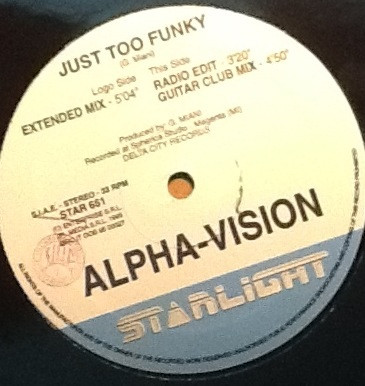 JUST TOO FUNKY
(G. Miani)
Logo Side
EXTENDED MIX - 5'04"
This Side
RADIO EDIT - 3'20"
GUITAR CLUB MIX - 4'50"
Produced by G. MIANI
Recorded at Spherica Studio - Magenta (MI)
DELTA CITY RECORDS
S.I.A.E. - STEREO - 33 RPM
STAR 651
ALPHA-VISION
STARLIGHT